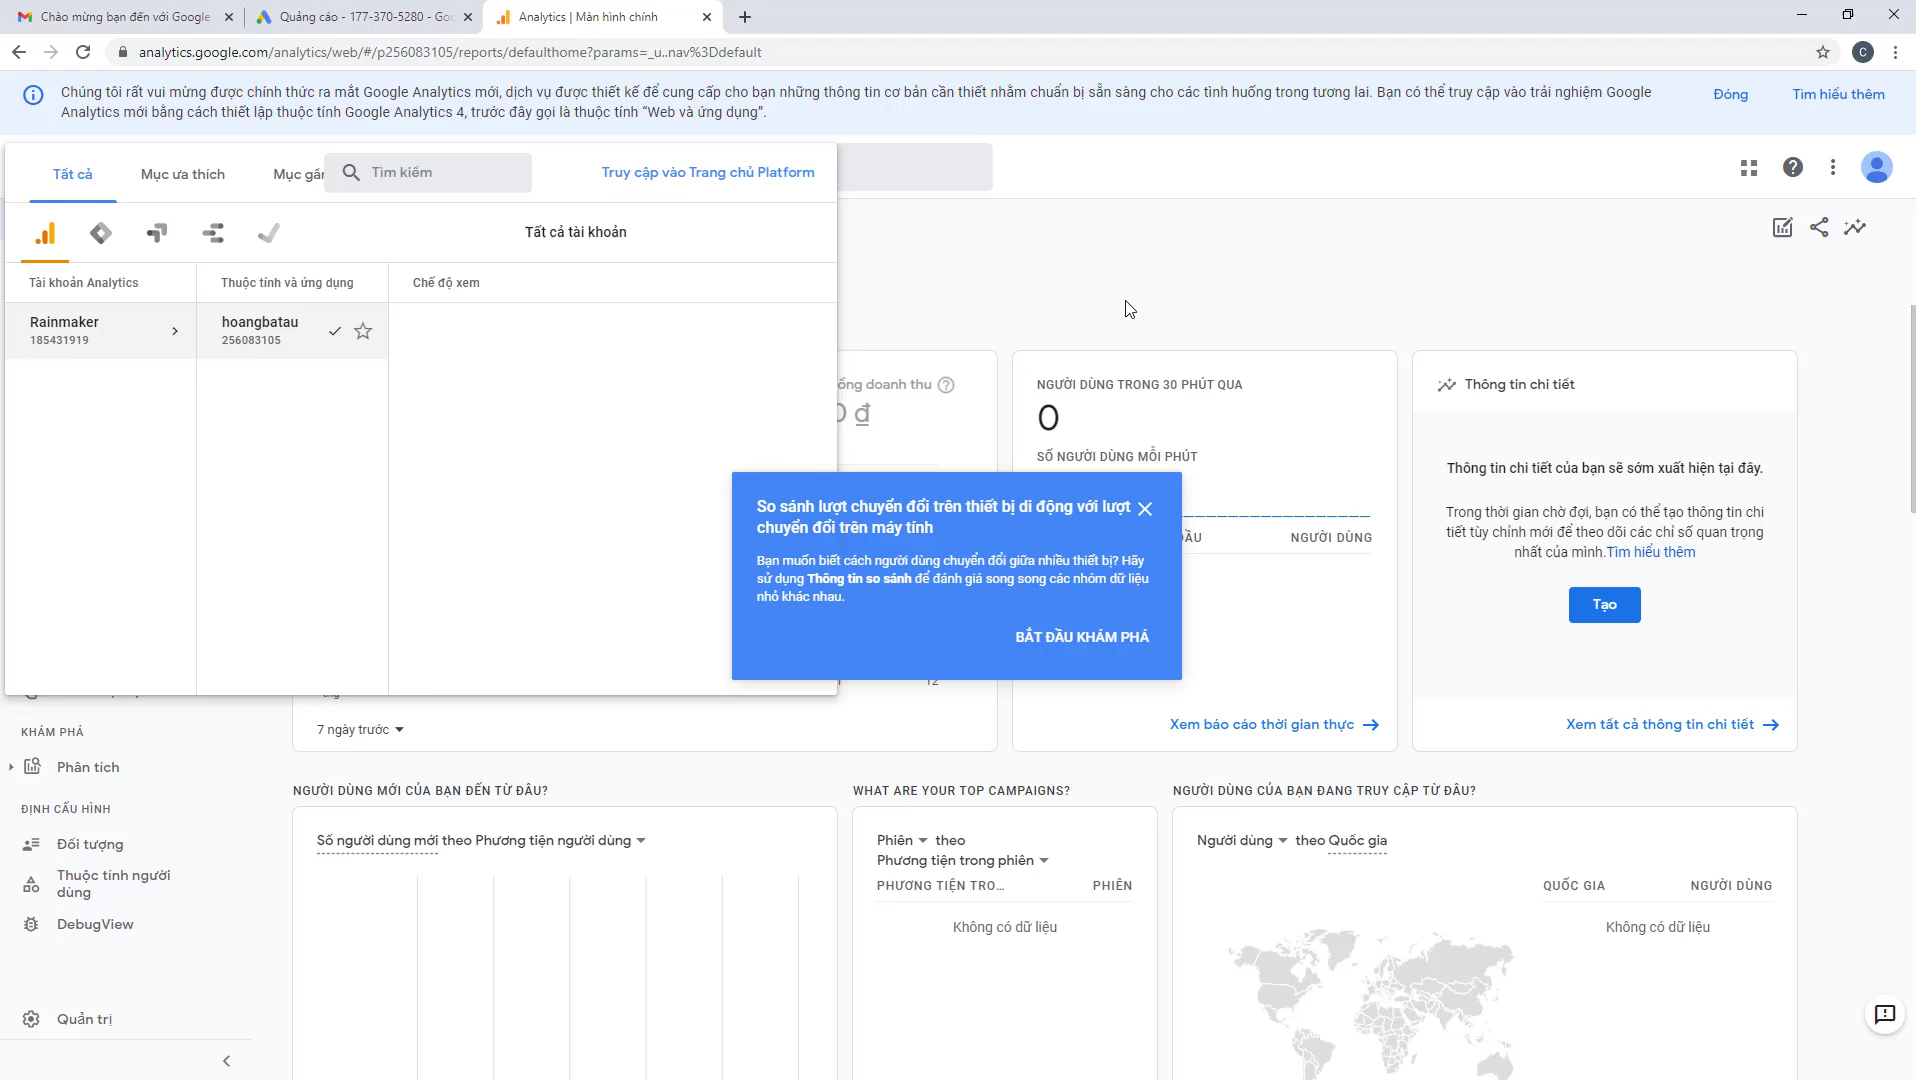 Chào mừng bạn đến với Google
Quảng cáo - 177-370-5280 - Goo
Analytics | Màn hình chính
analytics.google.com/analytics/web/#/p256083105/reports/defaulthome?params=_u..nav%3Ddefault
C
Chúng tôi rất vui mừng được chính thức ra mắt Google Analytics mới, dịch vụ được thiết kế để cung cấp cho bạn những thông tin cơ bản cần thiết nhằm chuẩn bị sẵn sàng cho các tình huống trong tương lai. Bạn có thể truy cập vào trải nghiệm Google
Analytics mới bằng cách thiết lập thuộc tính Google Analytics 4, trước đây gọi là thuộc tính “Web và ứng dụng”.
Đóng
Tìm hiểu thêm
Tất cả
Mục ưa thích
Mục gần
Tìm kiếm
Truy cập vào Trang chủ Platform
Tất cả tài khoản
Tài khoản Analytics
Thuộc tính và ứng dụng
Chế độ xem
Rainmaker
185431919
hoangbatau
256083105
ổng doanh thu
0 ₫
NGƯỜI DÙNG TRONG 30 PHÚT QUA
0
SỐ NGƯỜI DÙNG MỖI PHÚT
ĐẦU
NGƯỜI DÙNG
Xem báo cáo thời gian thực
Thông tin chi tiết
Thông tin chi tiết của bạn sẽ sớm xuất hiện tại đây.
Trong thời gian chờ đợi, bạn có thể tạo thông tin chi
tiết tùy chỉnh mới để theo dõi các chỉ số quan trọng
nhất của mình.Tìm hiểu thêm
Tạo
Xem tất cả thông tin chi tiết
So sánh lượt chuyển đổi trên thiết bị di động với lượt
chuyển đổi trên máy tính
Bạn muốn biết cách người dùng chuyển đổi giữa nhiều thiết bị? Hãy
sử dụng Thông tin so sánh để đánh giá song song các nhóm dữ liệu
nhỏ khác nhau.
BẮT ĐẦU KHÁM PHÁ
12
7 ngày trước
KHÁM PHÁ
Phân tích
ĐỊNH CẤU HÌNH
Đối tượng
Thuộc tính người
dùng
DebugView
Quản trị
NGƯỜI DÙNG MỚI CỦA BẠN ĐẾN TỪ ĐÂU?
Số người dùng mới theo Phương tiện người dùng
WHAT ARE YOUR TOP CAMPAIGNS?
Phiên theo
Phương tiện trong phiên
PHƯƠNG TIỆN TRO...
PHIÊN
Không có dữ liệu
NGƯỜI DÙNG CỦA BẠN ĐANG TRUY CẬP TỪ ĐÂU?
Người dùng theo Quốc gia
QUỐC GIA
NGƯỜI DÙNG
Không có dữ liệu